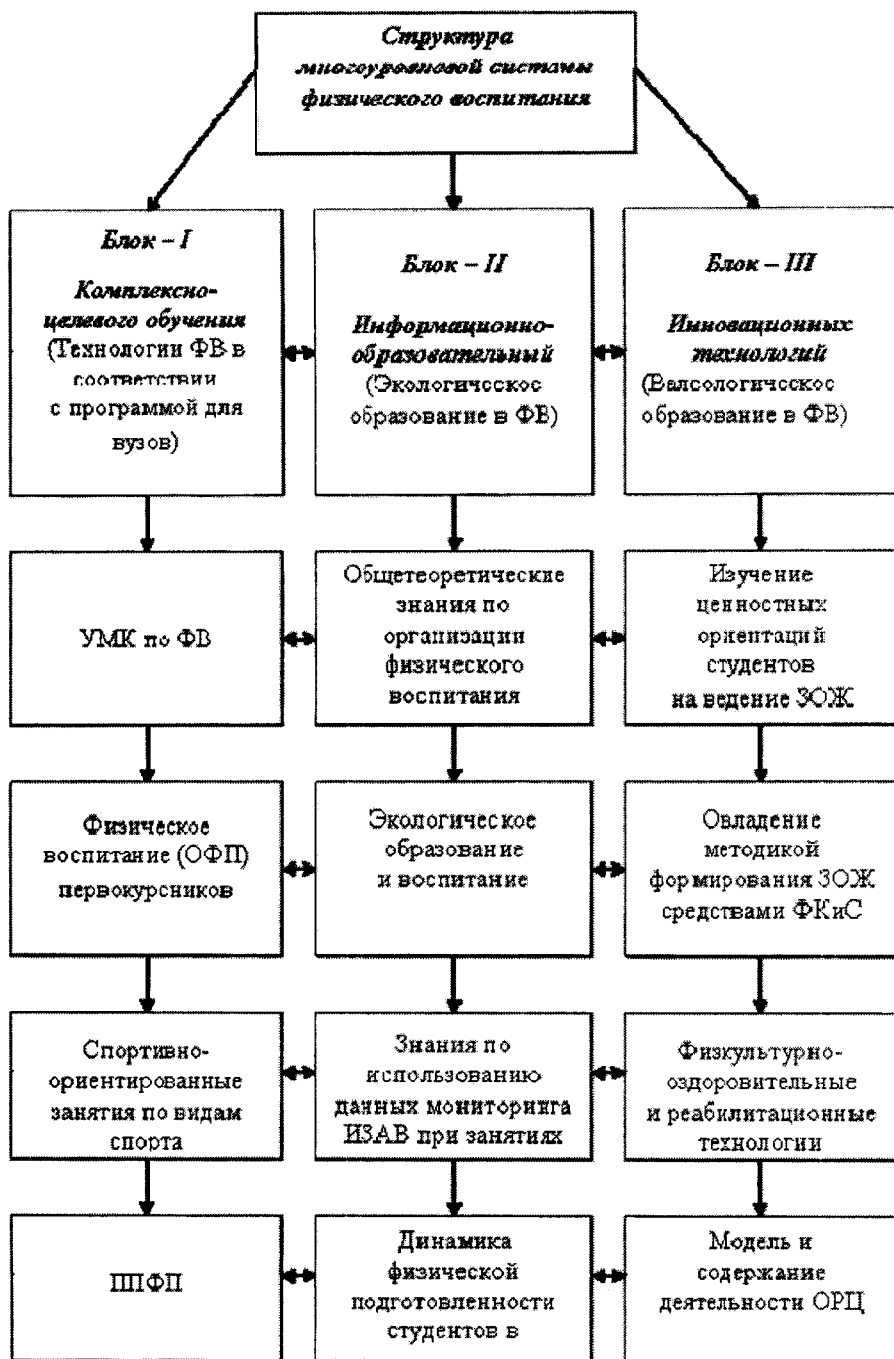 Структура
многоуровневой системы
физического воспитания
Блок – I
Комплексно-
целевого обучения
(Технологии ФВ в
соответствии
с программой для
вузов)
Блок – II
Информационно-
образовательный
(Экологическое
образование в ФВ)
Блок – III
Инновационных
технологий
(Валеологическое
образование в ФВ)
УМК по ФВ
Общетеоретические
знания по
организации
физического
воспитания
Изучение
ценностных
ориентаций
студентов
на ведение ЗОЖ
Физическое
воспитание (ОФП)
первокурсников
Экологическое
образование
и воспитание
Овладение
методикой
формирования ЗОЖ
средствами ФКиС
Спортивно-
ориентированные
занятия по видам
спорта
Знания по
использованию
данных мониторинга
ИЗАВ при занятиях
Физкультурно-
оздоровительные
и реабилитационные
технологии
ППФП
Динамика
физической
подготовленности
студентов в
Модель и
содержание
деятельности ОРЦ